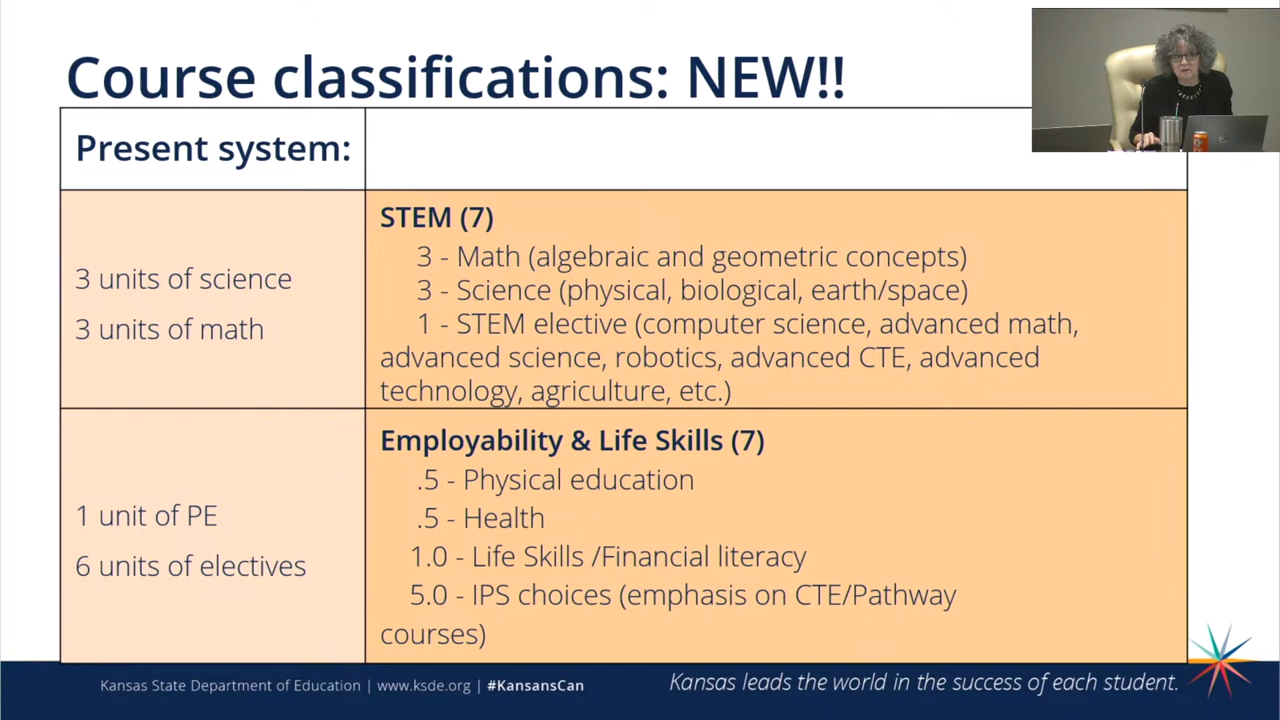 Course classifications: NEW!!
Present system:
3 units of science
3 units of math
STEM (7)
3 - Math (algebraic and geometric concepts)
3 - Science (physical, biological, earth/space)
1 - STEM elective (computer science, advanced math,
advanced science, robotics, advanced CTE, advanced
technology, agriculture, etc.)
1 unit of PE
6 units of electives
Employability & Life Skills (7)
.5 - Physical education
.5 - Health
1.0 - Life Skills /Financial literacy
5.0 - IPS choices (emphasis on CTE/Pathway
courses)
Kansas State Department of Education | www.ksde.org | #KansansCan
Kansas leads the world in the success of each student.